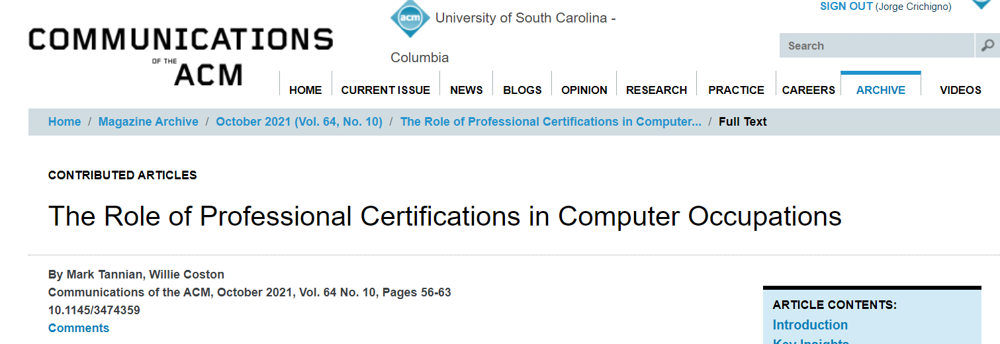 SIGN OUT (Jorge Crichigno)
acm University of South Carolina -
Columbia
COMMUNICATIONS
OF THE
ACM
Search
HOME CURRENT ISSUE NEWS BLOGS OPINION RESEARCH PRACTICE CAREERS ARCHIVE VIDEOS
Home / Magazine Archive / October 2021 (Vol. 64, No. 10) / The Role of Professional Certifications in Computer... / Full Text
CONTRIBUTED ARTICLES
The Role of Professional Certifications in Computer Occupations
By Mark Tannian, Willie Coston
Communications of the ACM, October 2021, Vol. 64 No. 10, Pages 56-63
10.1145/3474359
Comments
ARTICLE CONTENTS:
Introduction
Key Insights